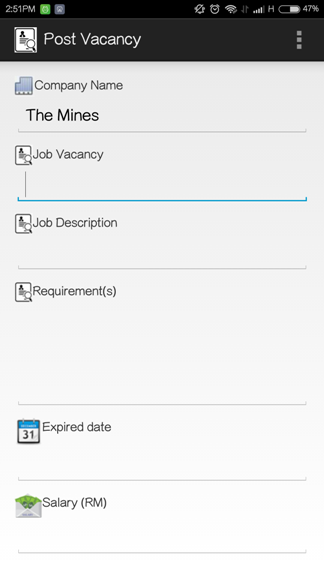 2:51PM H 47%
Post Vacancy
Company Name
The Mines
Job Vacancy
Job Description
Requirement(s)
Expired date
31
Salary (RM)